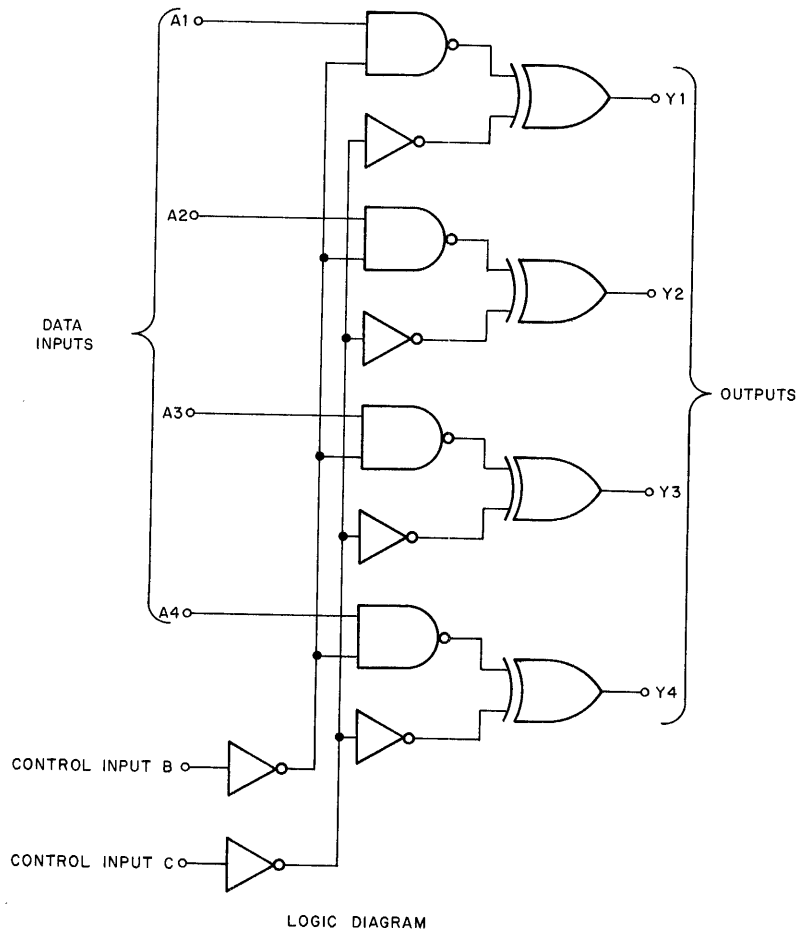 A1
Y1
A2
Y2
DATA
INPUTS
OUTPUTS
A3
Y3
A4
Y4
CONTROL INPUT B
CONTROL INPUT C
LOGIC DIAGRAM